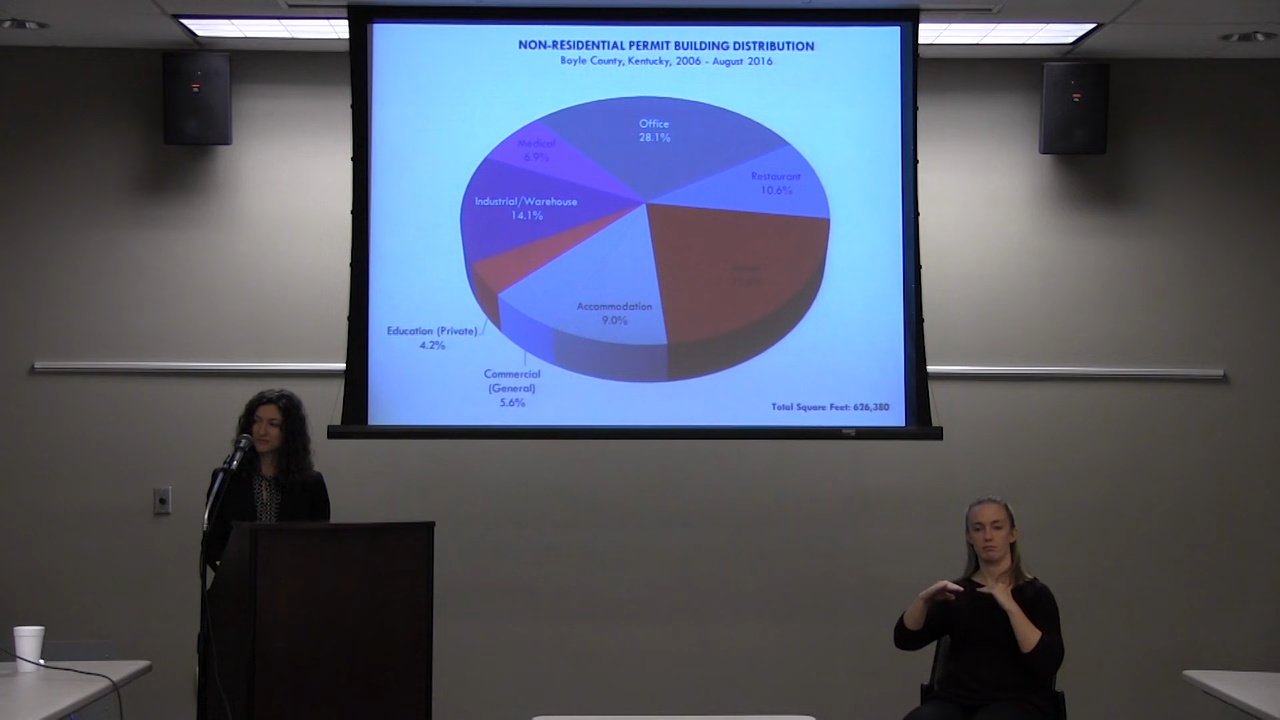 NON-RESIDENTIAL PERMIT BUILDING DISTRIBUTION
Boyle County, Kentucky, 2006 - August 2016
Office
28.1%
Medical
6.9%
Restaurant
10.6%
Industrial/Warehouse
14.1%
Accommodation
9.0%
Education (Private)
4.2%
Commercial
(General)
5.6%
Total Square Feet: 626,380